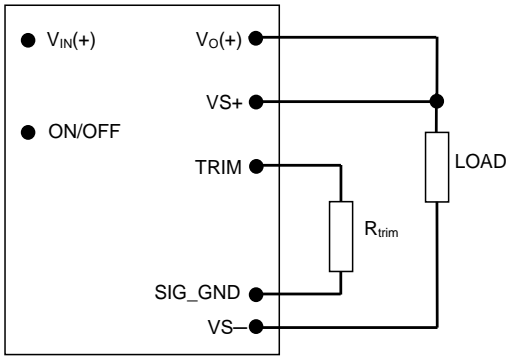 V_IN(+)
V_O(+)
VS+
ON/OFF
TRIM
LOAD
R_trim
SIG_GND
VS─